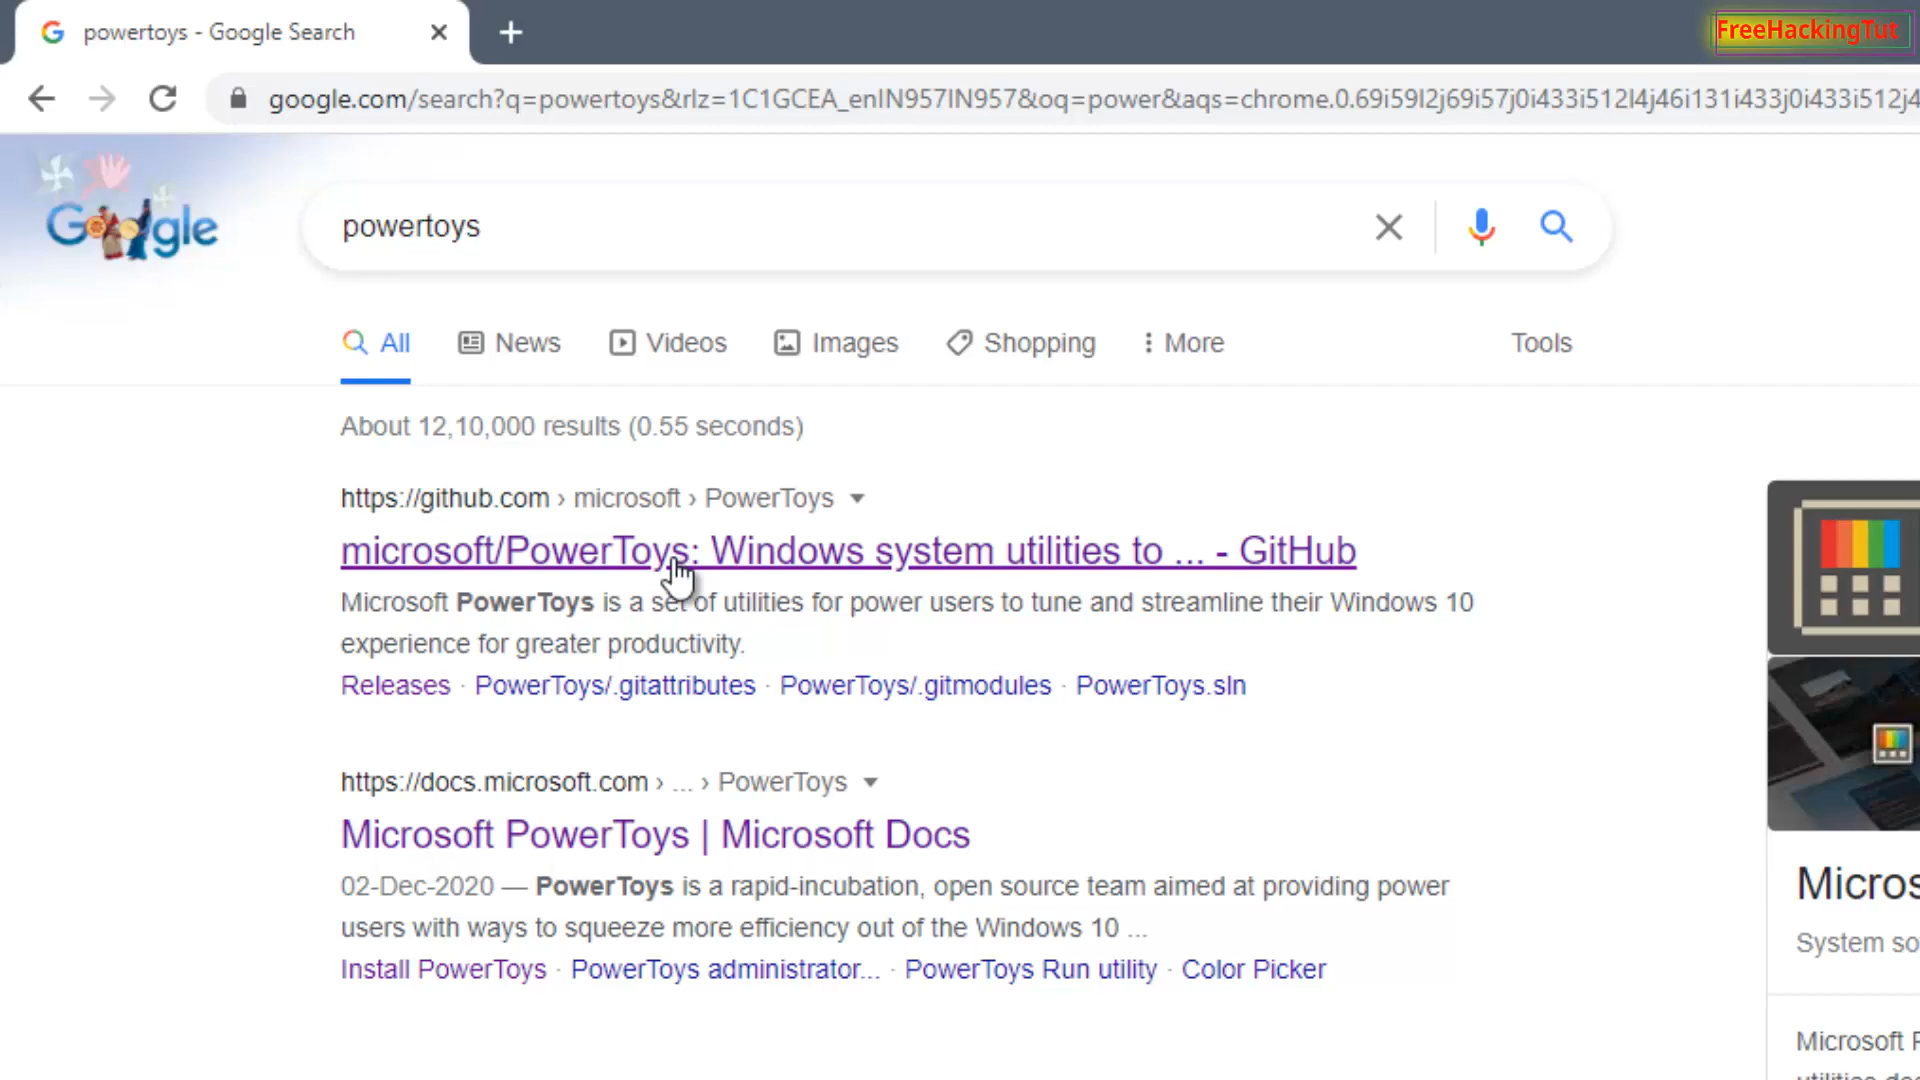 powertoys - Google Search
FreeHackingTut
google.com/search?q=powertoys&rlz=1C1GCEA_enIN957IN957&oq=power&aqs=chrome.0.69i59l2j69i57j0i433i512l4j46i131i433j0i433i512j4
Google
powertoys
All News Videos Images Shopping More Tools
About 12,10,000 results (0.55 seconds)
https://github.com › microsoft › PowerToys
microsoft/PowerToys: Windows system utilities to ... - GitHub
Microsoft PowerToys is a set of utilities for power users to tune and streamline their Windows 10
experience for greater productivity.
Releases · PowerToys/.gitattributes · PowerToys/.gitmodules · PowerToys.sln
https://docs.microsoft.com › ... › PowerToys
Microsoft PowerToys | Microsoft Docs
02-Dec-2020 — PowerToys is a rapid-incubation, open source team aimed at providing power
users with ways to squeeze more efficiency out of the Windows 10 ...
Install PowerToys · PowerToys administrator... · PowerToys Run utility · Color Picker
Micros
System so
Microsoft P